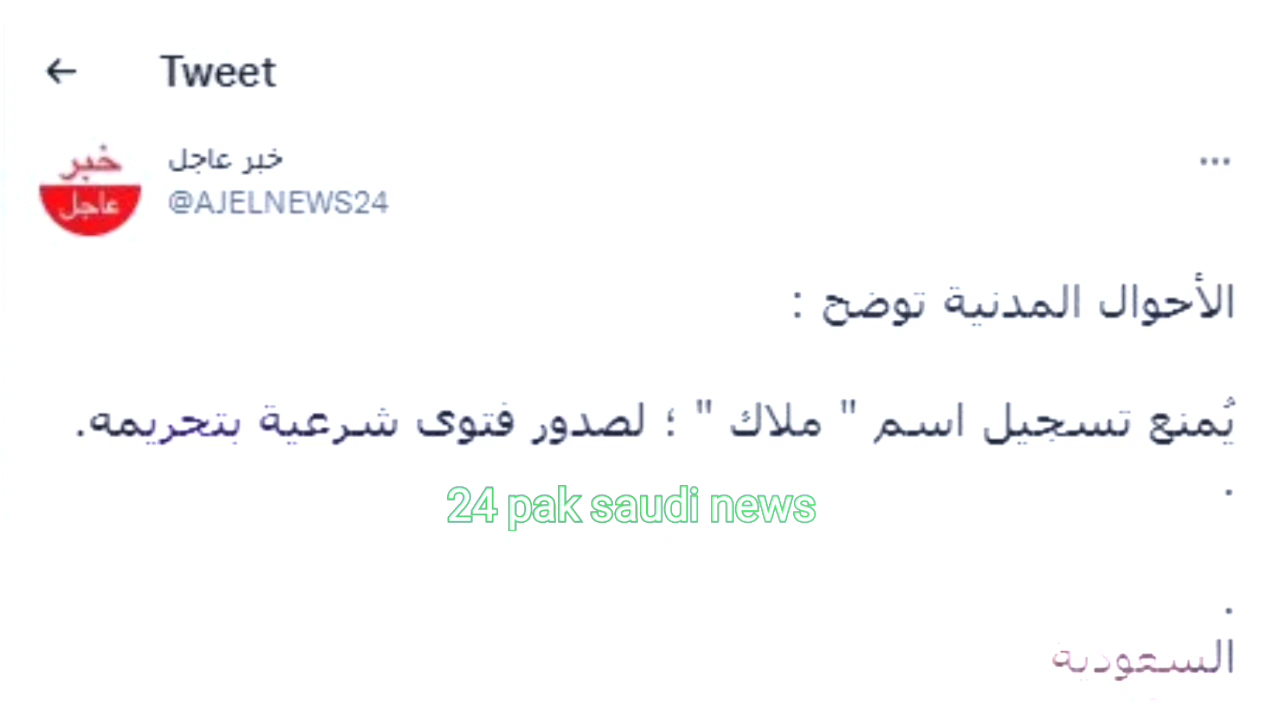 ← Tweet
خبر عاجل
خبر
عاجل
@AJELNEWS24
الأحوال المدنية توضح :
يُمنع تسجيل اسم " ملاك " ؛ لصدور فتوى شرعية بتحريمه.
.
24 pak saudi news
.
السعودية